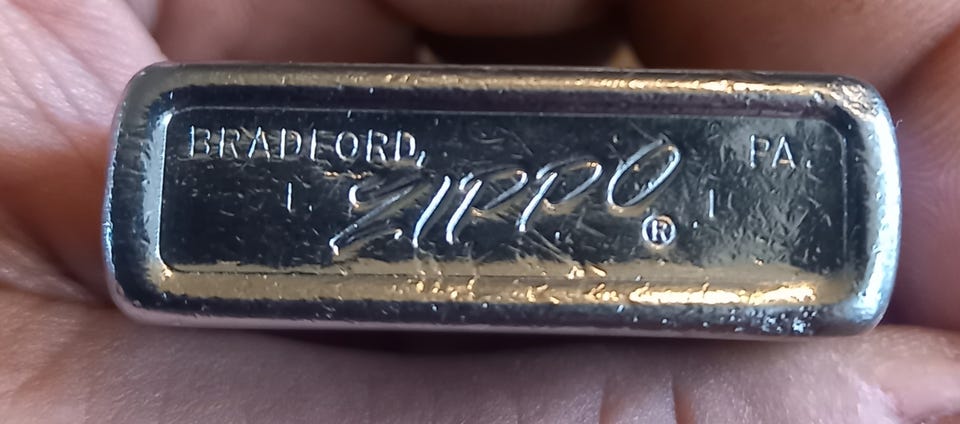 BRADFORD, PA.
| ZIPPO ® |